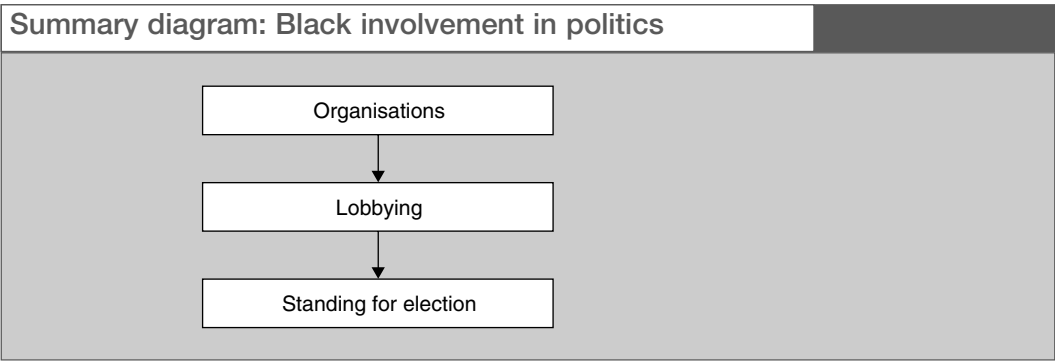 Summary diagram: Black involvement in politics
Organisations
Lobbying
Standing for election